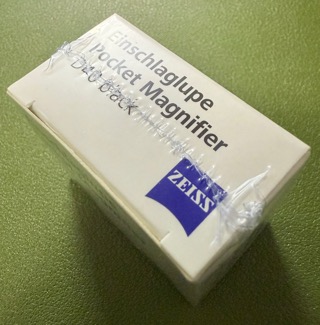 Einschlaglupe
Pocket Magnifier
D40 black
ZEISS